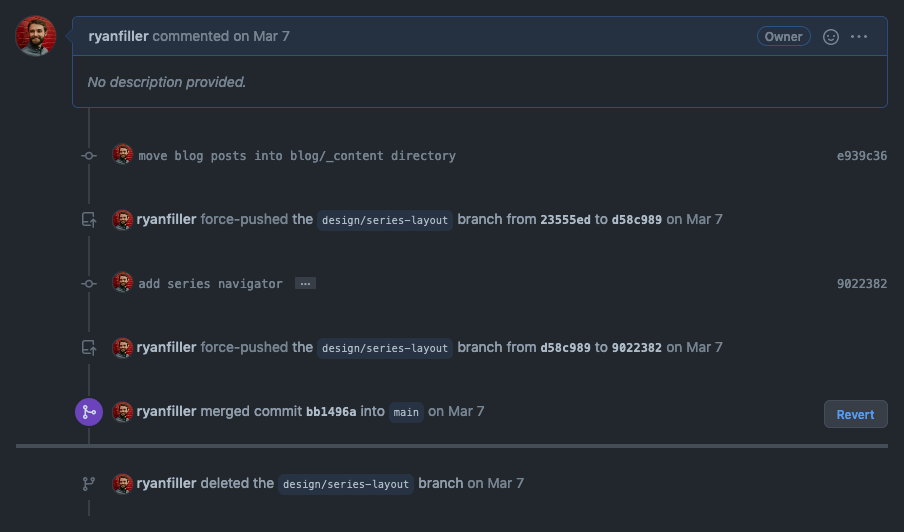 ryanfiller commented on Mar 7 Owner ...
No description provided.
move blog posts into blog/_content directory e939c36
ryanfiller force-pushed the design/series-layout branch from 23555ed to d58c989 on Mar 7
add series navigator ... 9022382
ryanfiller force-pushed the design/series-layout branch from d58c989 to 9022382 on Mar 7
ryanfiller merged commit bb1496a into main on Mar 7 Revert
ryanfiller deleted the design/series-layout branch on Mar 7